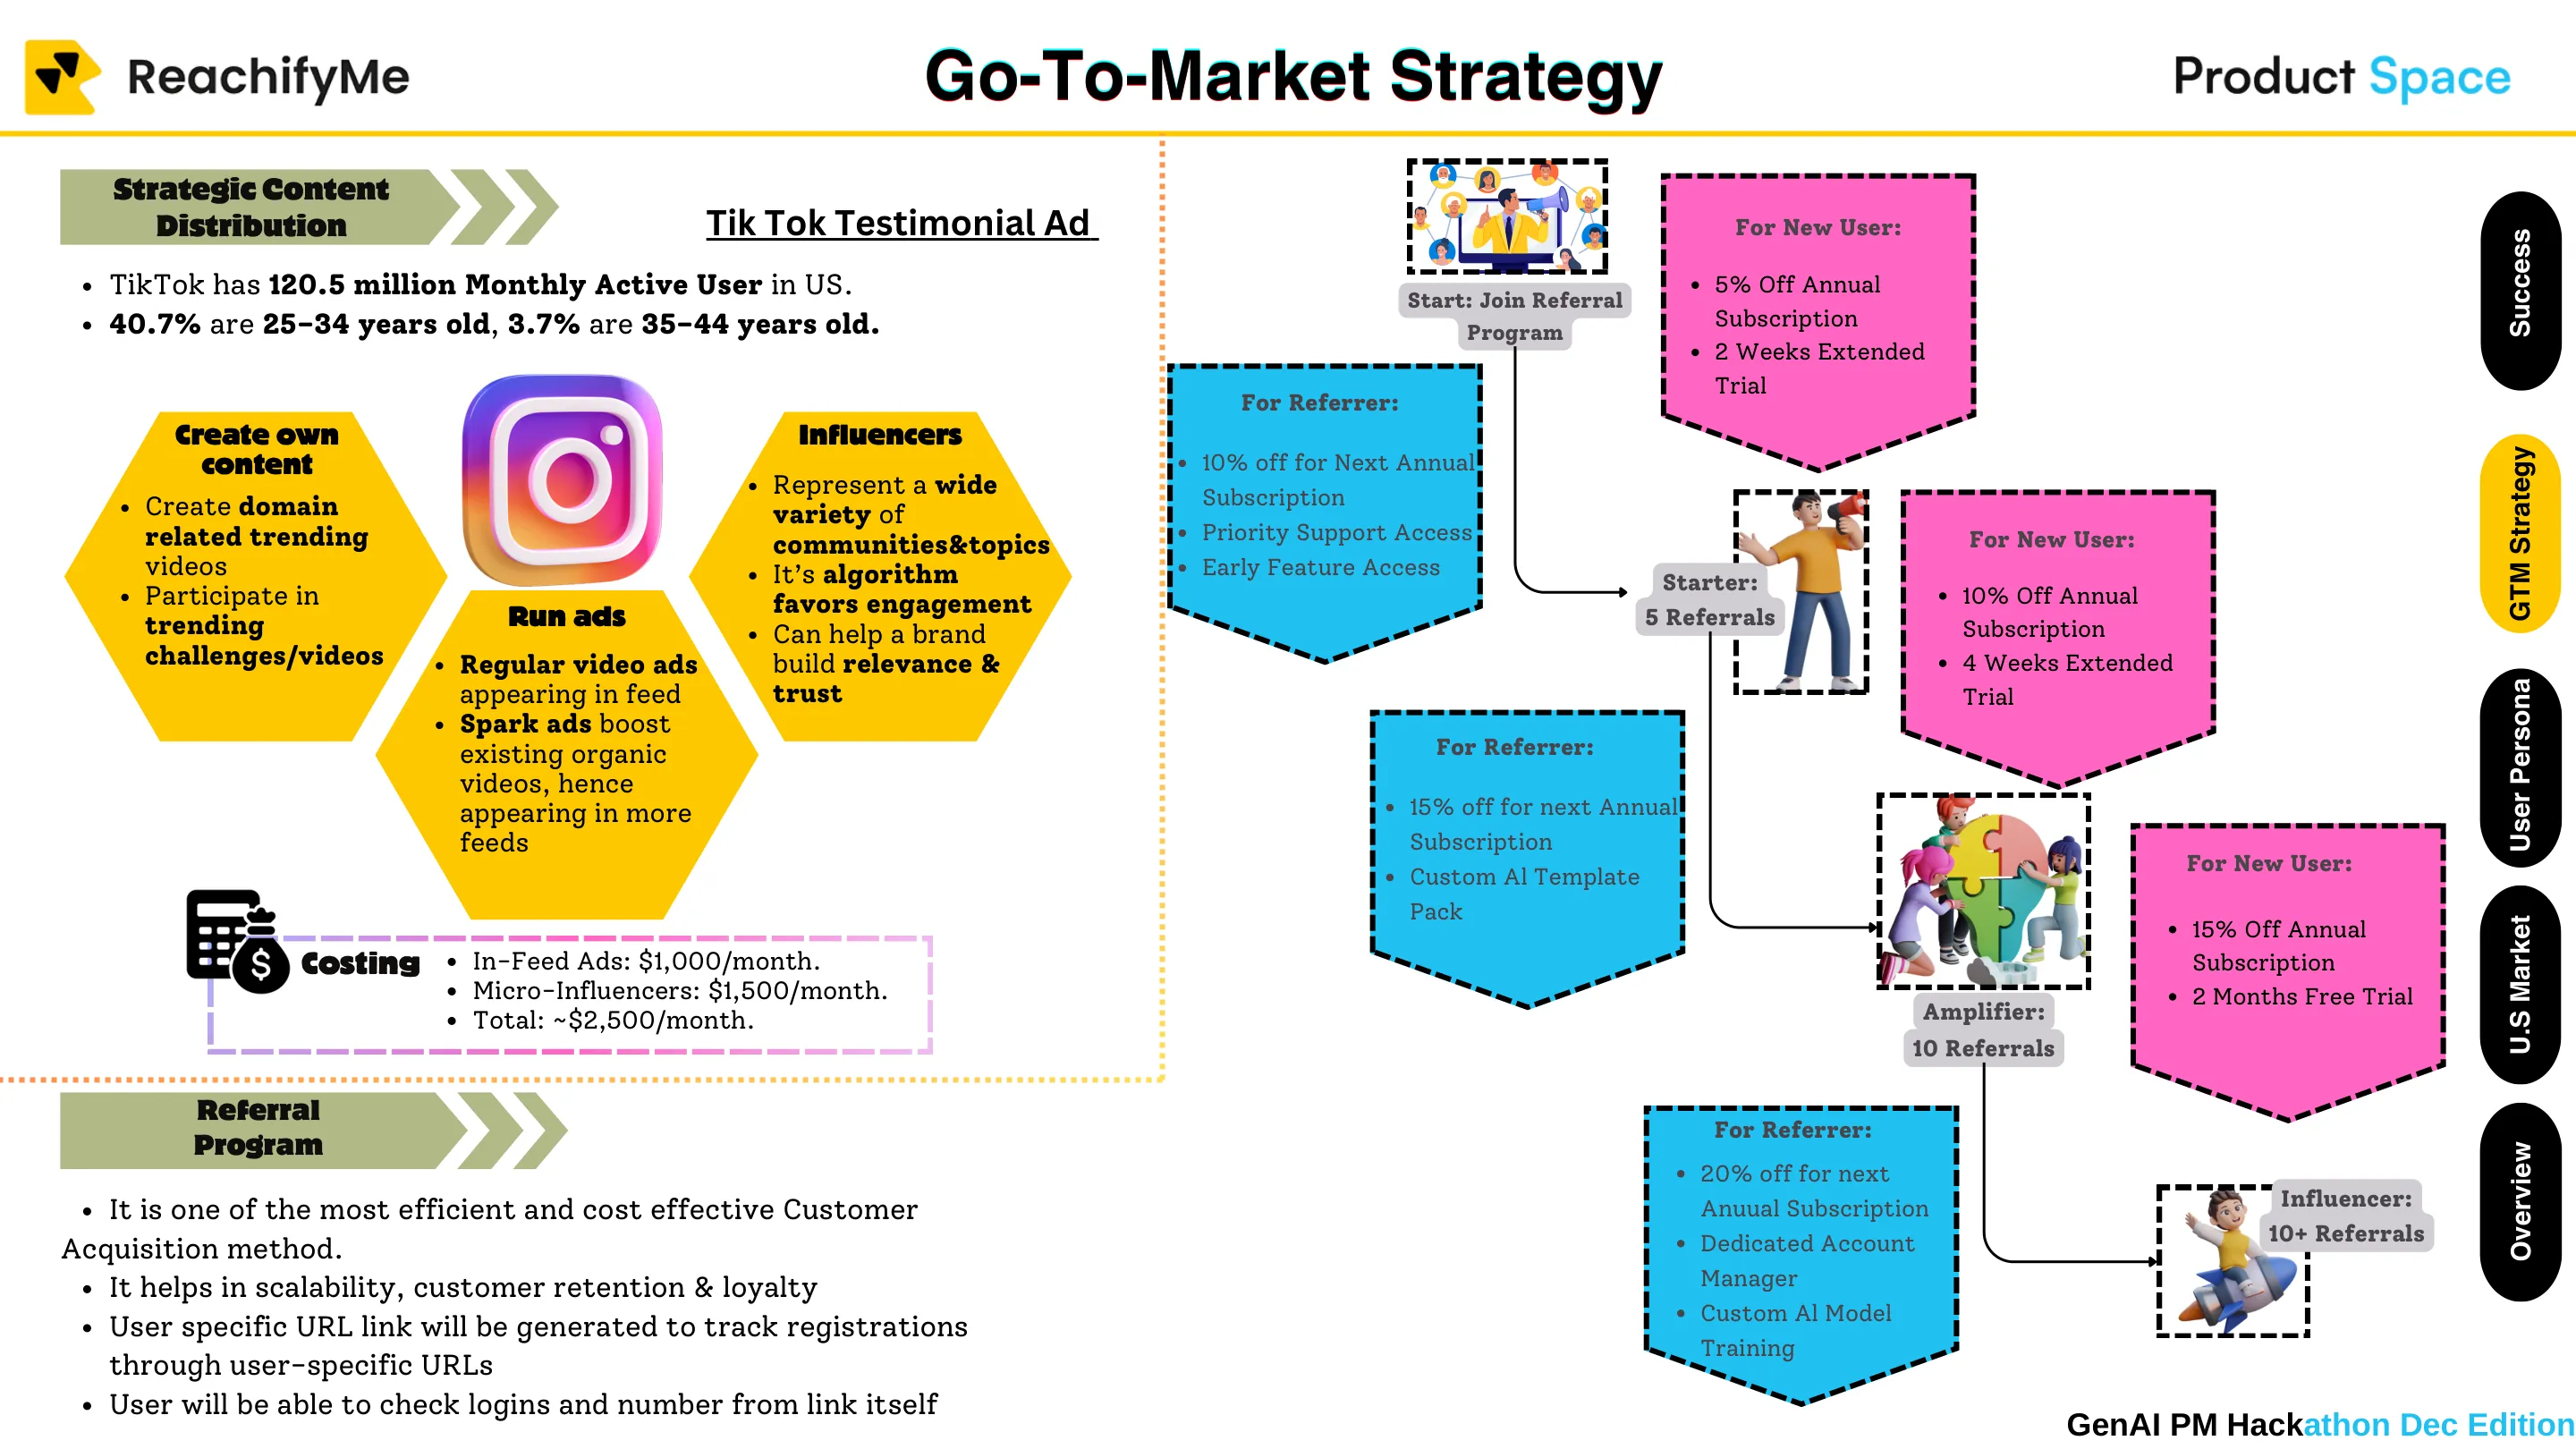 ReachifyMe
Go-To-Market Strategy
Product Space
Strategic Content
Distribution
Tik Tok Testimonial Ad
• TikTok has 120.5 million Monthly Active User in US.
• 40.7% are 25-34 years old, 3.7% are 35-44 years old.
Create own
content
• Create domain
related trending
videos
• Participate in
trending
challenges/videos
Run ads
• Regular video ads
appearing in feed
• Spark ads boost
existing organic
videos, hence
appearing in more
feeds
Influencers
• Represent a wide
variety of
communities&topics
• It's algorithm
favors engagement
• Can help a brand
build relevance &
trust
$
Costing
• In-Feed Ads: $1,000/month.
• Micro-Influencers: $1,500/month.
• Total: ~$2,500/month.
Referral
Program
• It is one of the most efficient and cost effective Customer
Acquisition method.
• It helps in scalability, customer retention & loyalty
• User specific URL link will be generated to track registrations
through user-specific URLs
• User will be able to check logins and number from link itself
Start: Join Referral
Program
For New User:
• 5% Off Annual
Subscription
• 2 Weeks Extended
Trial
For Referrer:
• 10% off for Next Annual
Subscription
• Priority Support Access
• Early Feature Access
Starter:
5 Referrals
For New User:
• 10% Off Annual
Subscription
• 4 Weeks Extended
Trial
For Referrer:
• 15% off for next Annual
Subscription
• Custom Al Template
Pack
Amplifier:
10 Referrals
For New User:
• 15% Off Annual
Subscription
• 2 Months Free Trial
For Referrer:
• 20% off for next
Anuual Subscription
• Dedicated Account
Manager
• Custom Al Model
Training
Influencer:
10+ Referrals
Success
GTM Strategy
User Persona
U.S Market
Overview
GenAI PM Hackathon Dec Edition